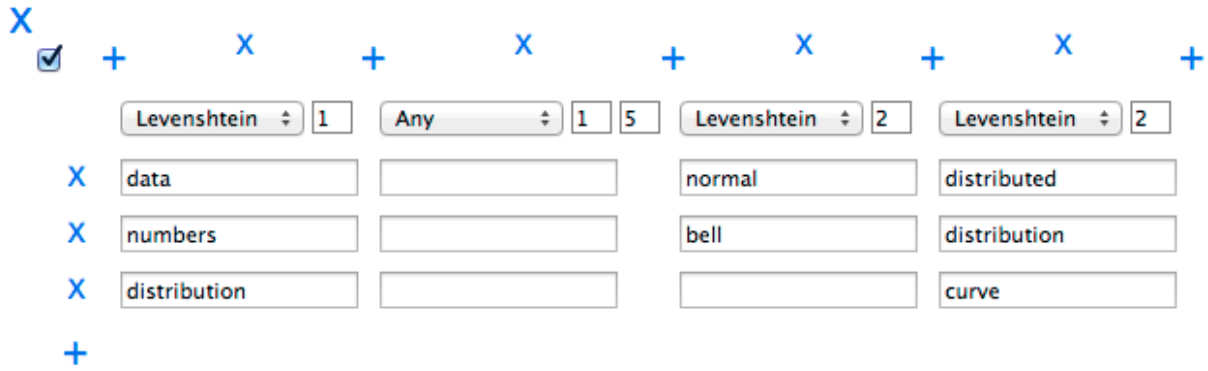 X
+ X + X + X + X +
Levenshtein 1 Any 1 5 Levenshtein 2 Levenshtein 2
X data normal distributed
X numbers bell distribution
X distribution curve
+